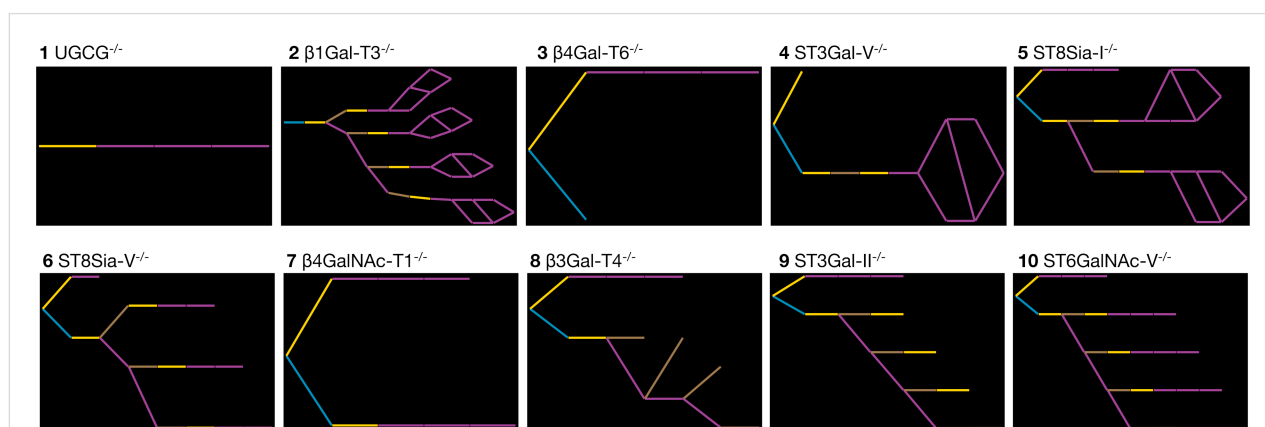 1 UGCG-/-
2 β1Gal-T3-/-
3 β4Gal-T6-/-
4 ST3Gal-V-/-
5 ST8Sia-I-/-
6 ST8Sia-V-/-
7 β4GalNAc-T1-/-
8 β3Gal-T4-/-
9 ST3Gal-II-/-
10 ST6GalNAc-V-/-